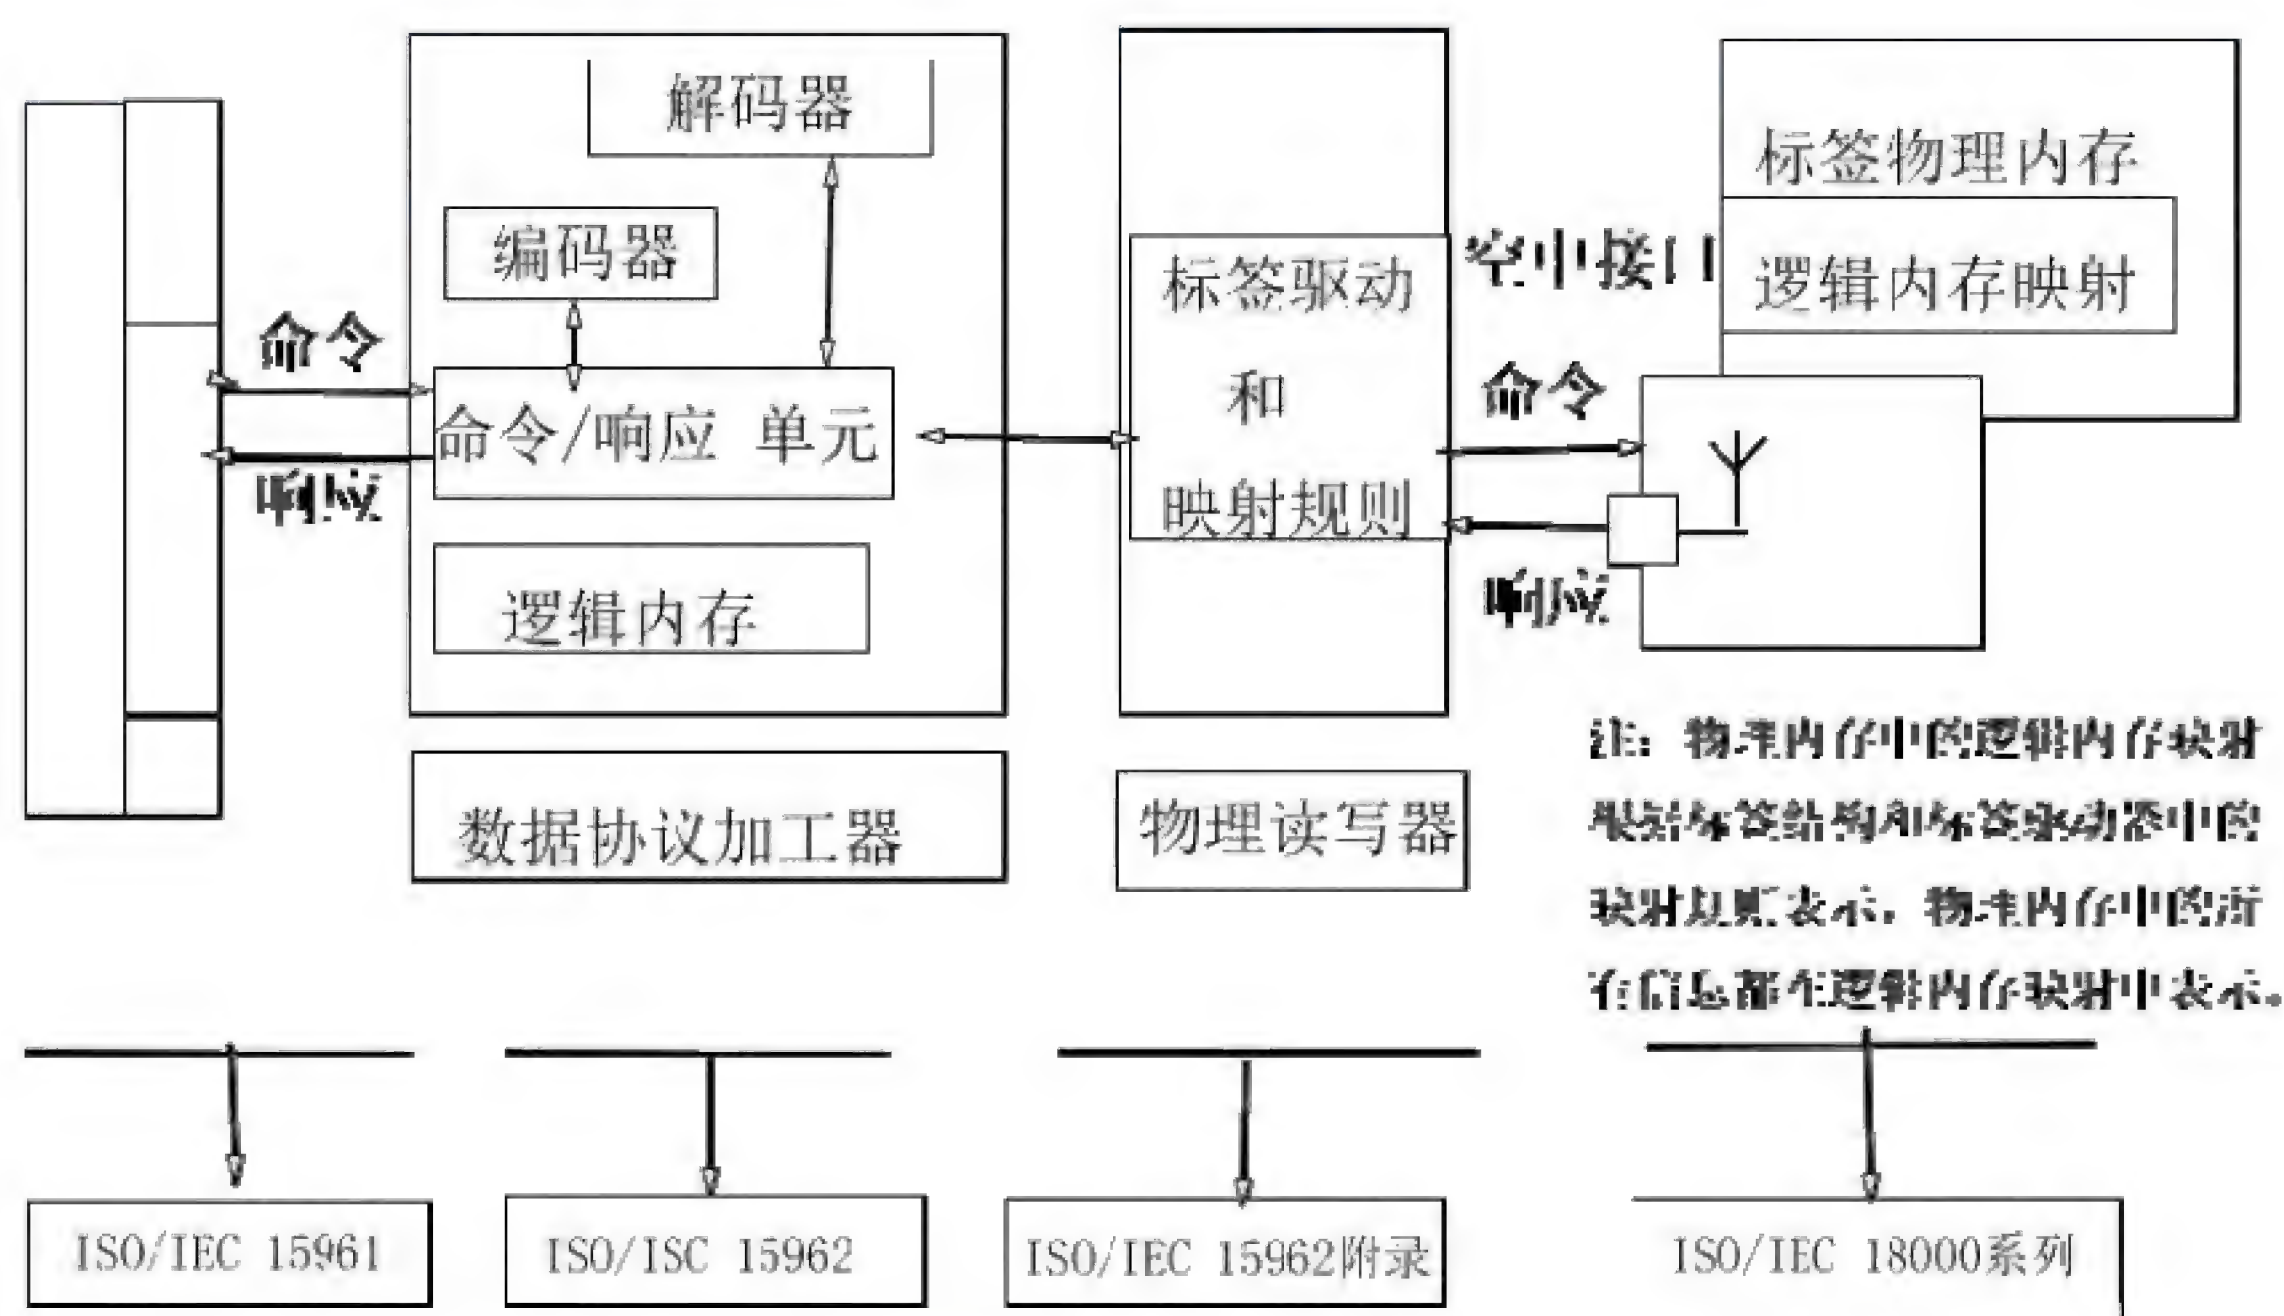 解码器
编码器
命令/响应 单元
逻辑内存
命令
响应
数据协议加工器
标签驱动
和
映射规则
物理读写器
空中接口
命令
响应
标签物理内存
逻辑内存映射
注：物理内存中的逻辑内存映射
根据标签结构和标签驱动器中的
映射规则表示，物理内存中的所
有信息都在逻辑内存映射中表示。
ISO/IEC 15961
ISO/ISC 15962
ISO/IEC 15962附录
ISO/IEC 18000系列